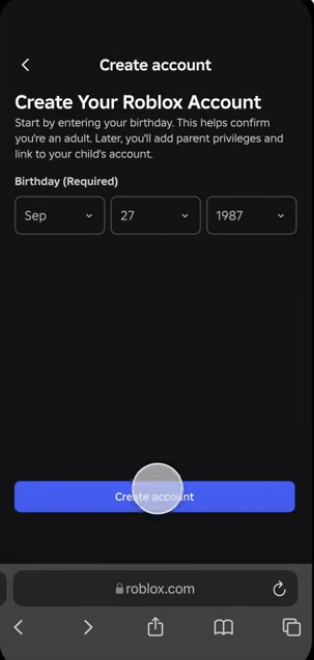 Create account
Create Your Roblox Account
Start by entering your birthday. This helps confirm
you're an adult. Later, you'll add parent privileges and
link to your child's account.
Birthday (Required)
Sep 27 1987
Create account
roblox.com